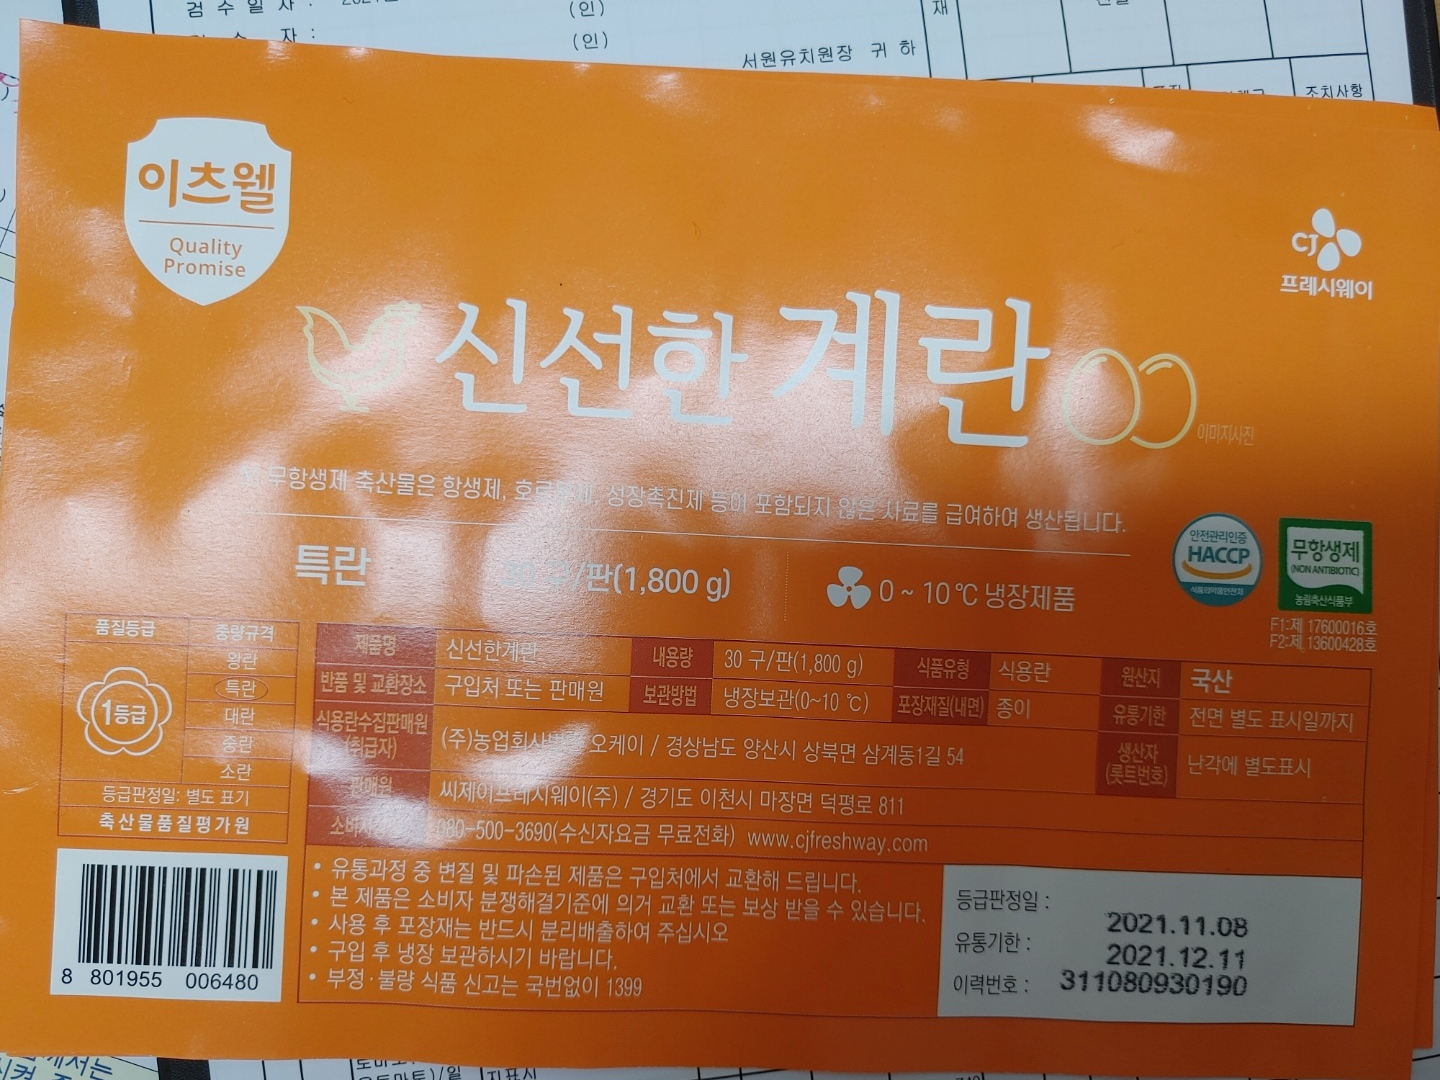 검 수 일 자 :
(인)
자 :
(인)
재
서원유치원장 귀 하
조치사항
이츠웰
Quality
Promise
CJ
프레시웨이
신선한 계란
이미지사진
무항생제 축산물은 항생제, 성장촉진제 등이 포함되지 않은 사료를 급여하여 생산됩니다.
특란
구/판(1,800 g)
0 ~ 10 ℃ 냉장제품
안전관리인증
HACCP
식품의약품안전처
무항생제
(NON ANTIBIOTIC)
농림축산식품부
F1:제 17600016호
F2:제 13600428호
품질등급
중량규격
왕란
특란
대란
중란
소란
1등급
등급판정일: 별도 표기
축산물품질평가원
제품명 신선한계란 내용량 30 구/판(1,800 g) 식품유형 식용란 원산지 국산
반품 및 교환장소 구입처 또는 판매원 보관방법 냉장보관(0~10 ℃) 포장재질(내면) 종이 유통기한 전면 별도 표시일까지
식용란수집판매원
(취급자)
(주)농업회사 오케이 / 경상남도 양산시 상북면 삼계동1길 54
생산자
(롯트번호)
난각에 별도표시
판매원 씨제이프레시웨이(주) / 경기도 이천시 마장면 덕평로 811
080-500-3690(수신자요금 무료전화) www.cjfreshway.com
• 유통과정 중 변질 및 파손된 제품은 구입처에서 교환해 드립니다.
• 본 제품은 소비자 분쟁해결기준에 의거 교환 또는 보상 받을 수 있습니다.
• 사용 후 포장재는 반드시 분리배출하여 주십시오
• 구입 후 냉장 보관하시기 바랍니다.
• 부정·불량 식품 신고는 국번없이 1399
등급판정일 : 2021.11.08
유통기한 : 2021.12.11
이력번호 : 311080930190
8 801955 006480